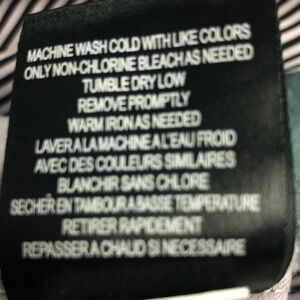 MACHINE WASH COLD WITH LIKE COLORS
ONLY NON-CHLORINE BLEACH AS NEEDED
TUMBLE DRY LOW
REMOVE PROMPTLY
WARM IRON AS NEEDED
LAVER A LA MACHINE A L'EAU FROID
AVEC DES COULEURS SIMILAIRES
BLANCHIR SANS CHLORE
SECHER EN TAMBOUR A BASSE TEMPERATURE
RETIRER RAPIDEMENT
REPASSER A CHAUD SI NECESSAIRE